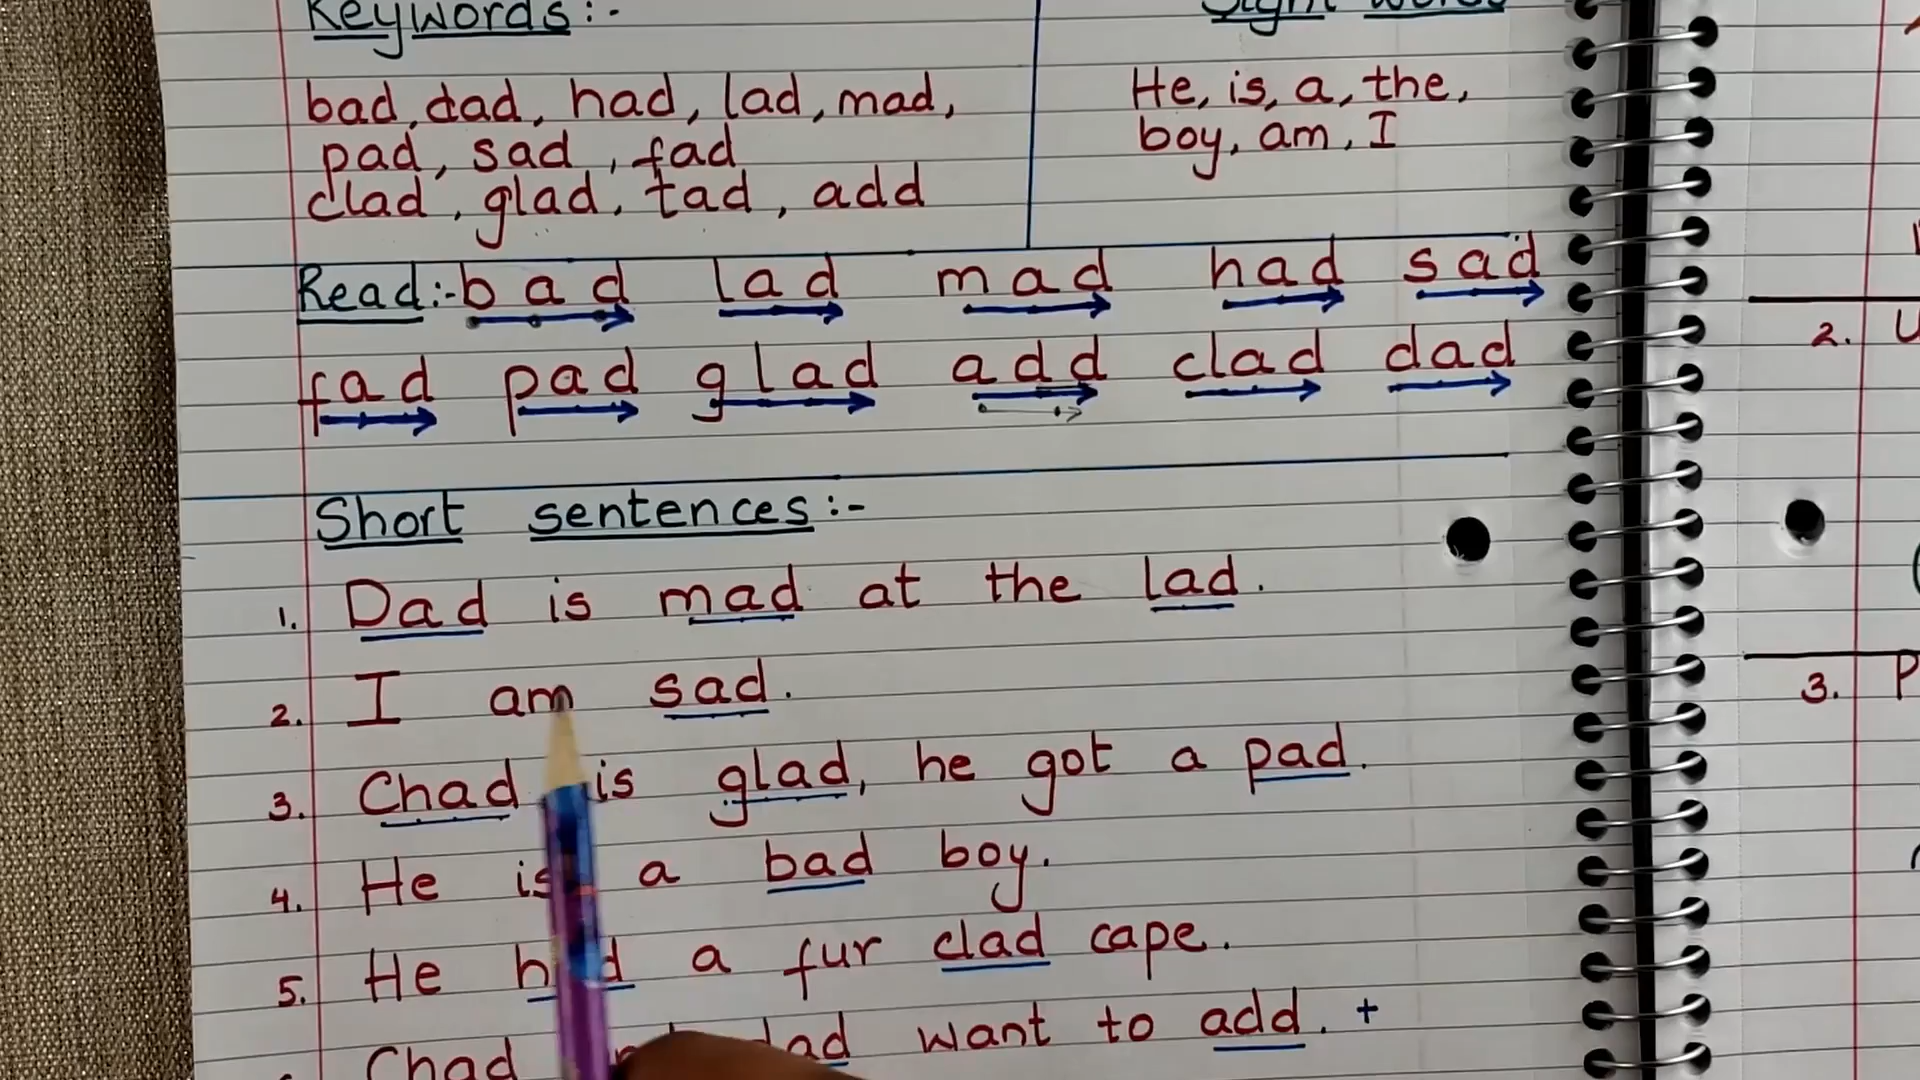 Keywords:-
Sight words
bad, dad, had, lad, mad,
pad, sad, fad
clad, glad, tad, add
He, is, a, the,
boy, am, I
Read:- bad lad mad had sad
fad pad glad add clad dad
Short sentences:-
1. Dad is mad at the lad.
2. I am sad.
3. Chad is glad, he got a pad.
4. He is a bad boy.
5. He had a fur clad cape.
Chad want to add. +
2.
3.